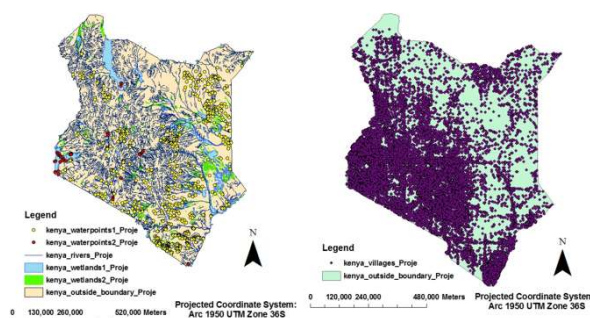 N
Legend
kenya_waterpoints1_Proje
kenya_waterpoints2_Proje
kenya_rivers_Proje
kenya_wetlands1_Proje
kenya_wetlands2_Proje
kenya_outside_boundary_Proje
0 130,000 260,000 520,000 Meters
Projected Coordinate System:
Arc 1950 UTM Zone 36S
N
Legend
kenya_villages_Proje
kenya_outside_boundary_Proje
0 120,000 240,000 480,000 Meters
Projected Coordinate System:
Arc 1950 UTM Zone 36S